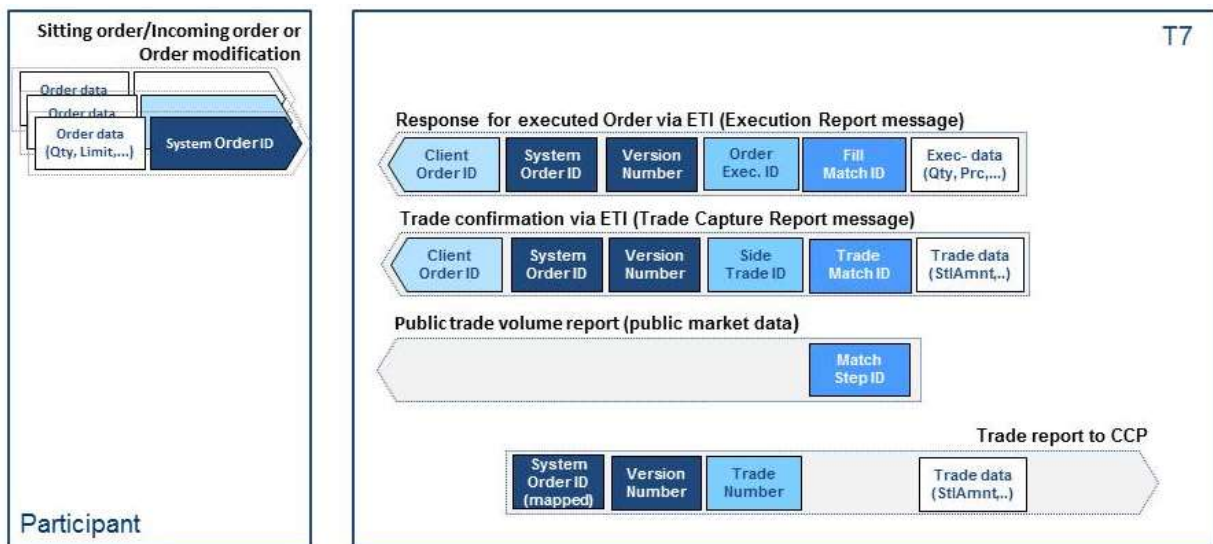 Sitting order/Incoming order or
Order modification
Order data
Order data
Order data
(Qty, Limit,...)
System Order ID
Participant
T7
Response for executed Order via ETI (Execution Report message)
Client
Order ID
System
Order ID
Version
Number
Order
Exec. ID
Fill
Match ID
Exec- data
(Qty, Prc,...)
Trade confirmation via ETI (Trade Capture Report message)
Client
Order ID
System
Order ID
Version
Number
Side
Trade ID
Trade
Match ID
Trade data
(StlAmnt,..)
Public trade volume report (public market data)
Match
Step ID
Trade report to CCP
System
Order ID
(mapped)
Version
Number
Trade
Number
Trade data
(StlAmnt,..)